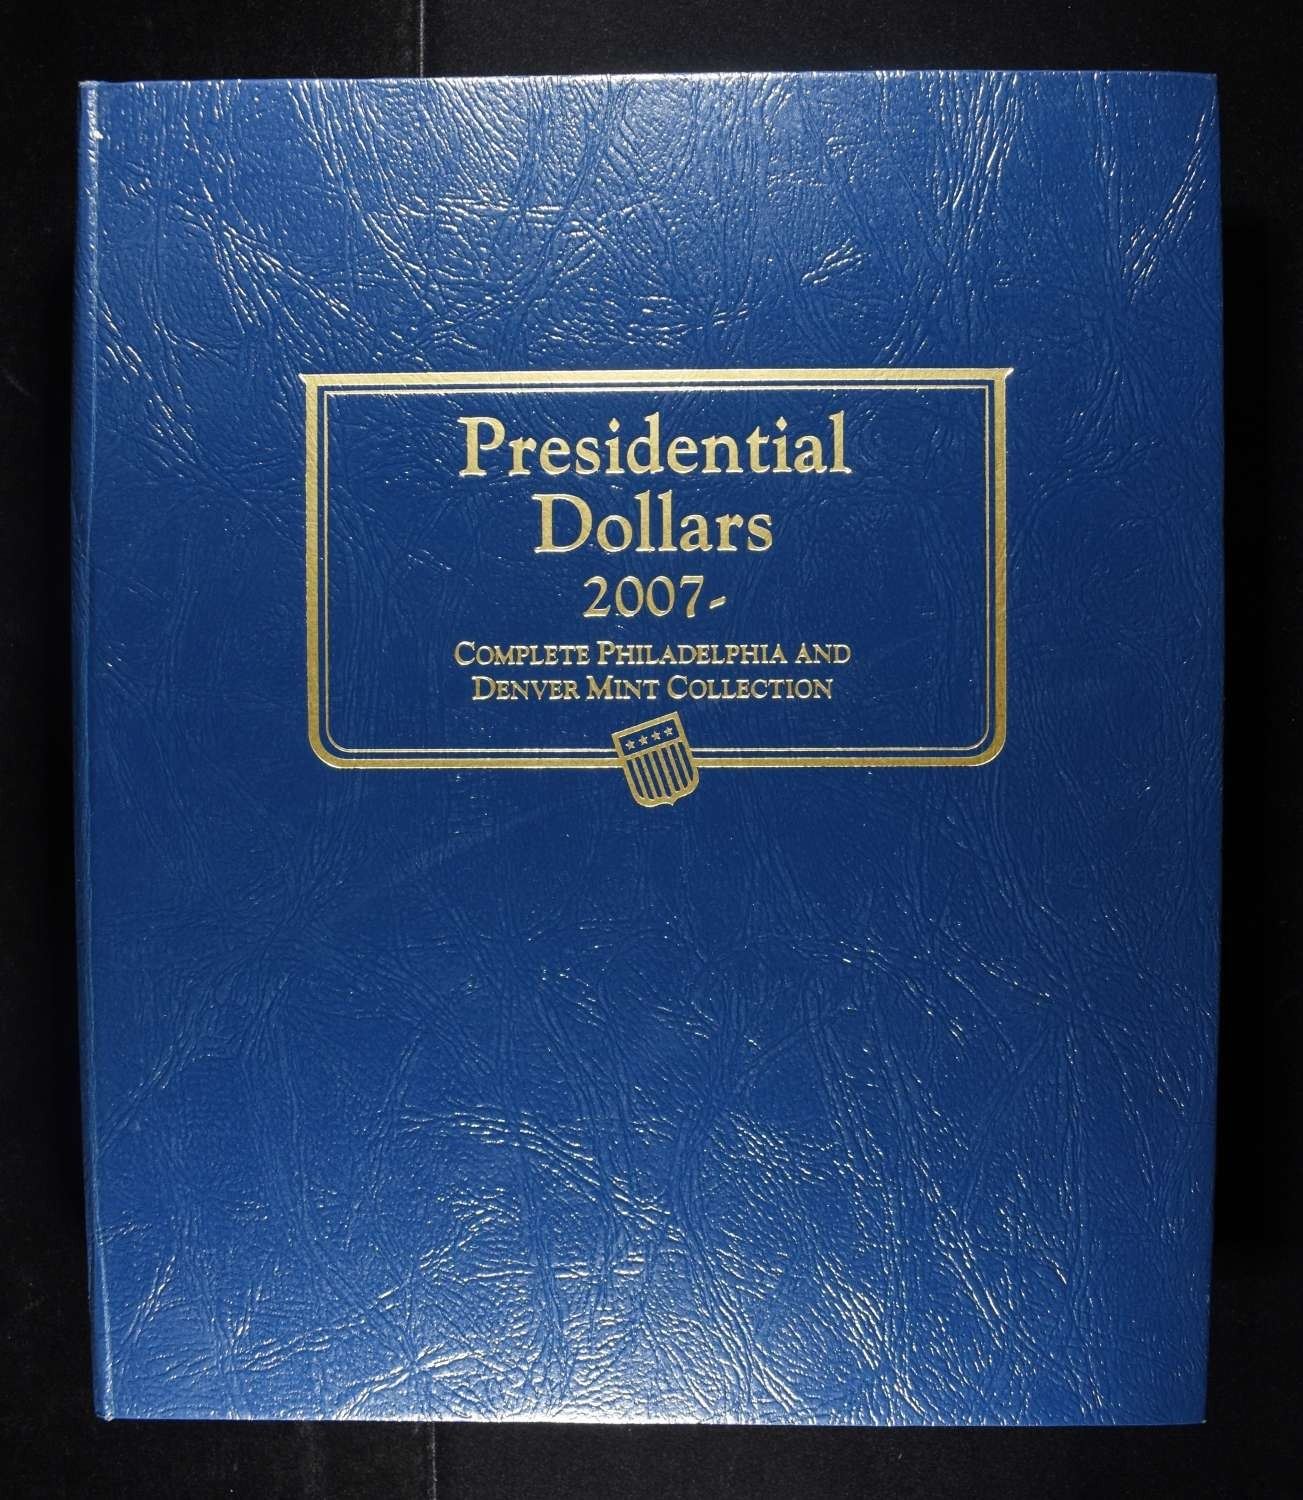 Presidential
Dollars
2007-
COMPLETE PHILADELPHIA AND
DENVER MINT COLLECTION